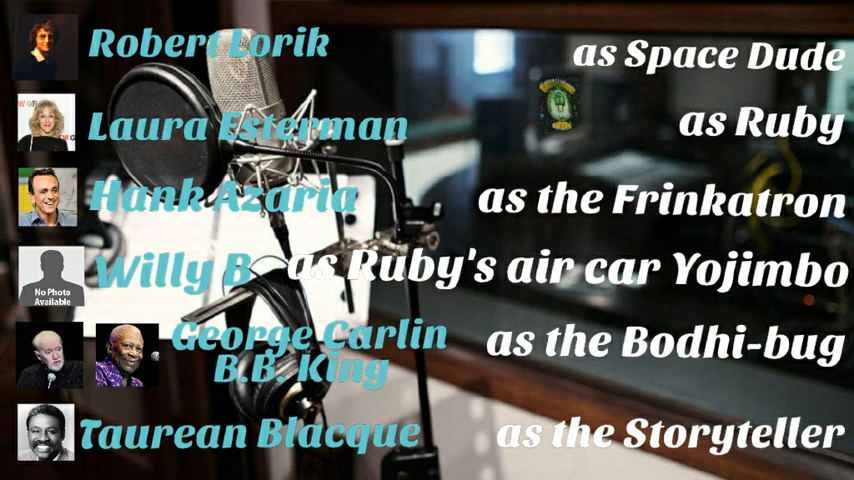 Robert Lorik as Space Dude
Laura Esterman as Ruby
Hank Azaria as the Frinkatron
Willy B as Ruby's air car Yojimbo
No Photo
Available
George Carlin
B.B. King
as the Bodhi-bug
Taurean Blacque as the Storyteller